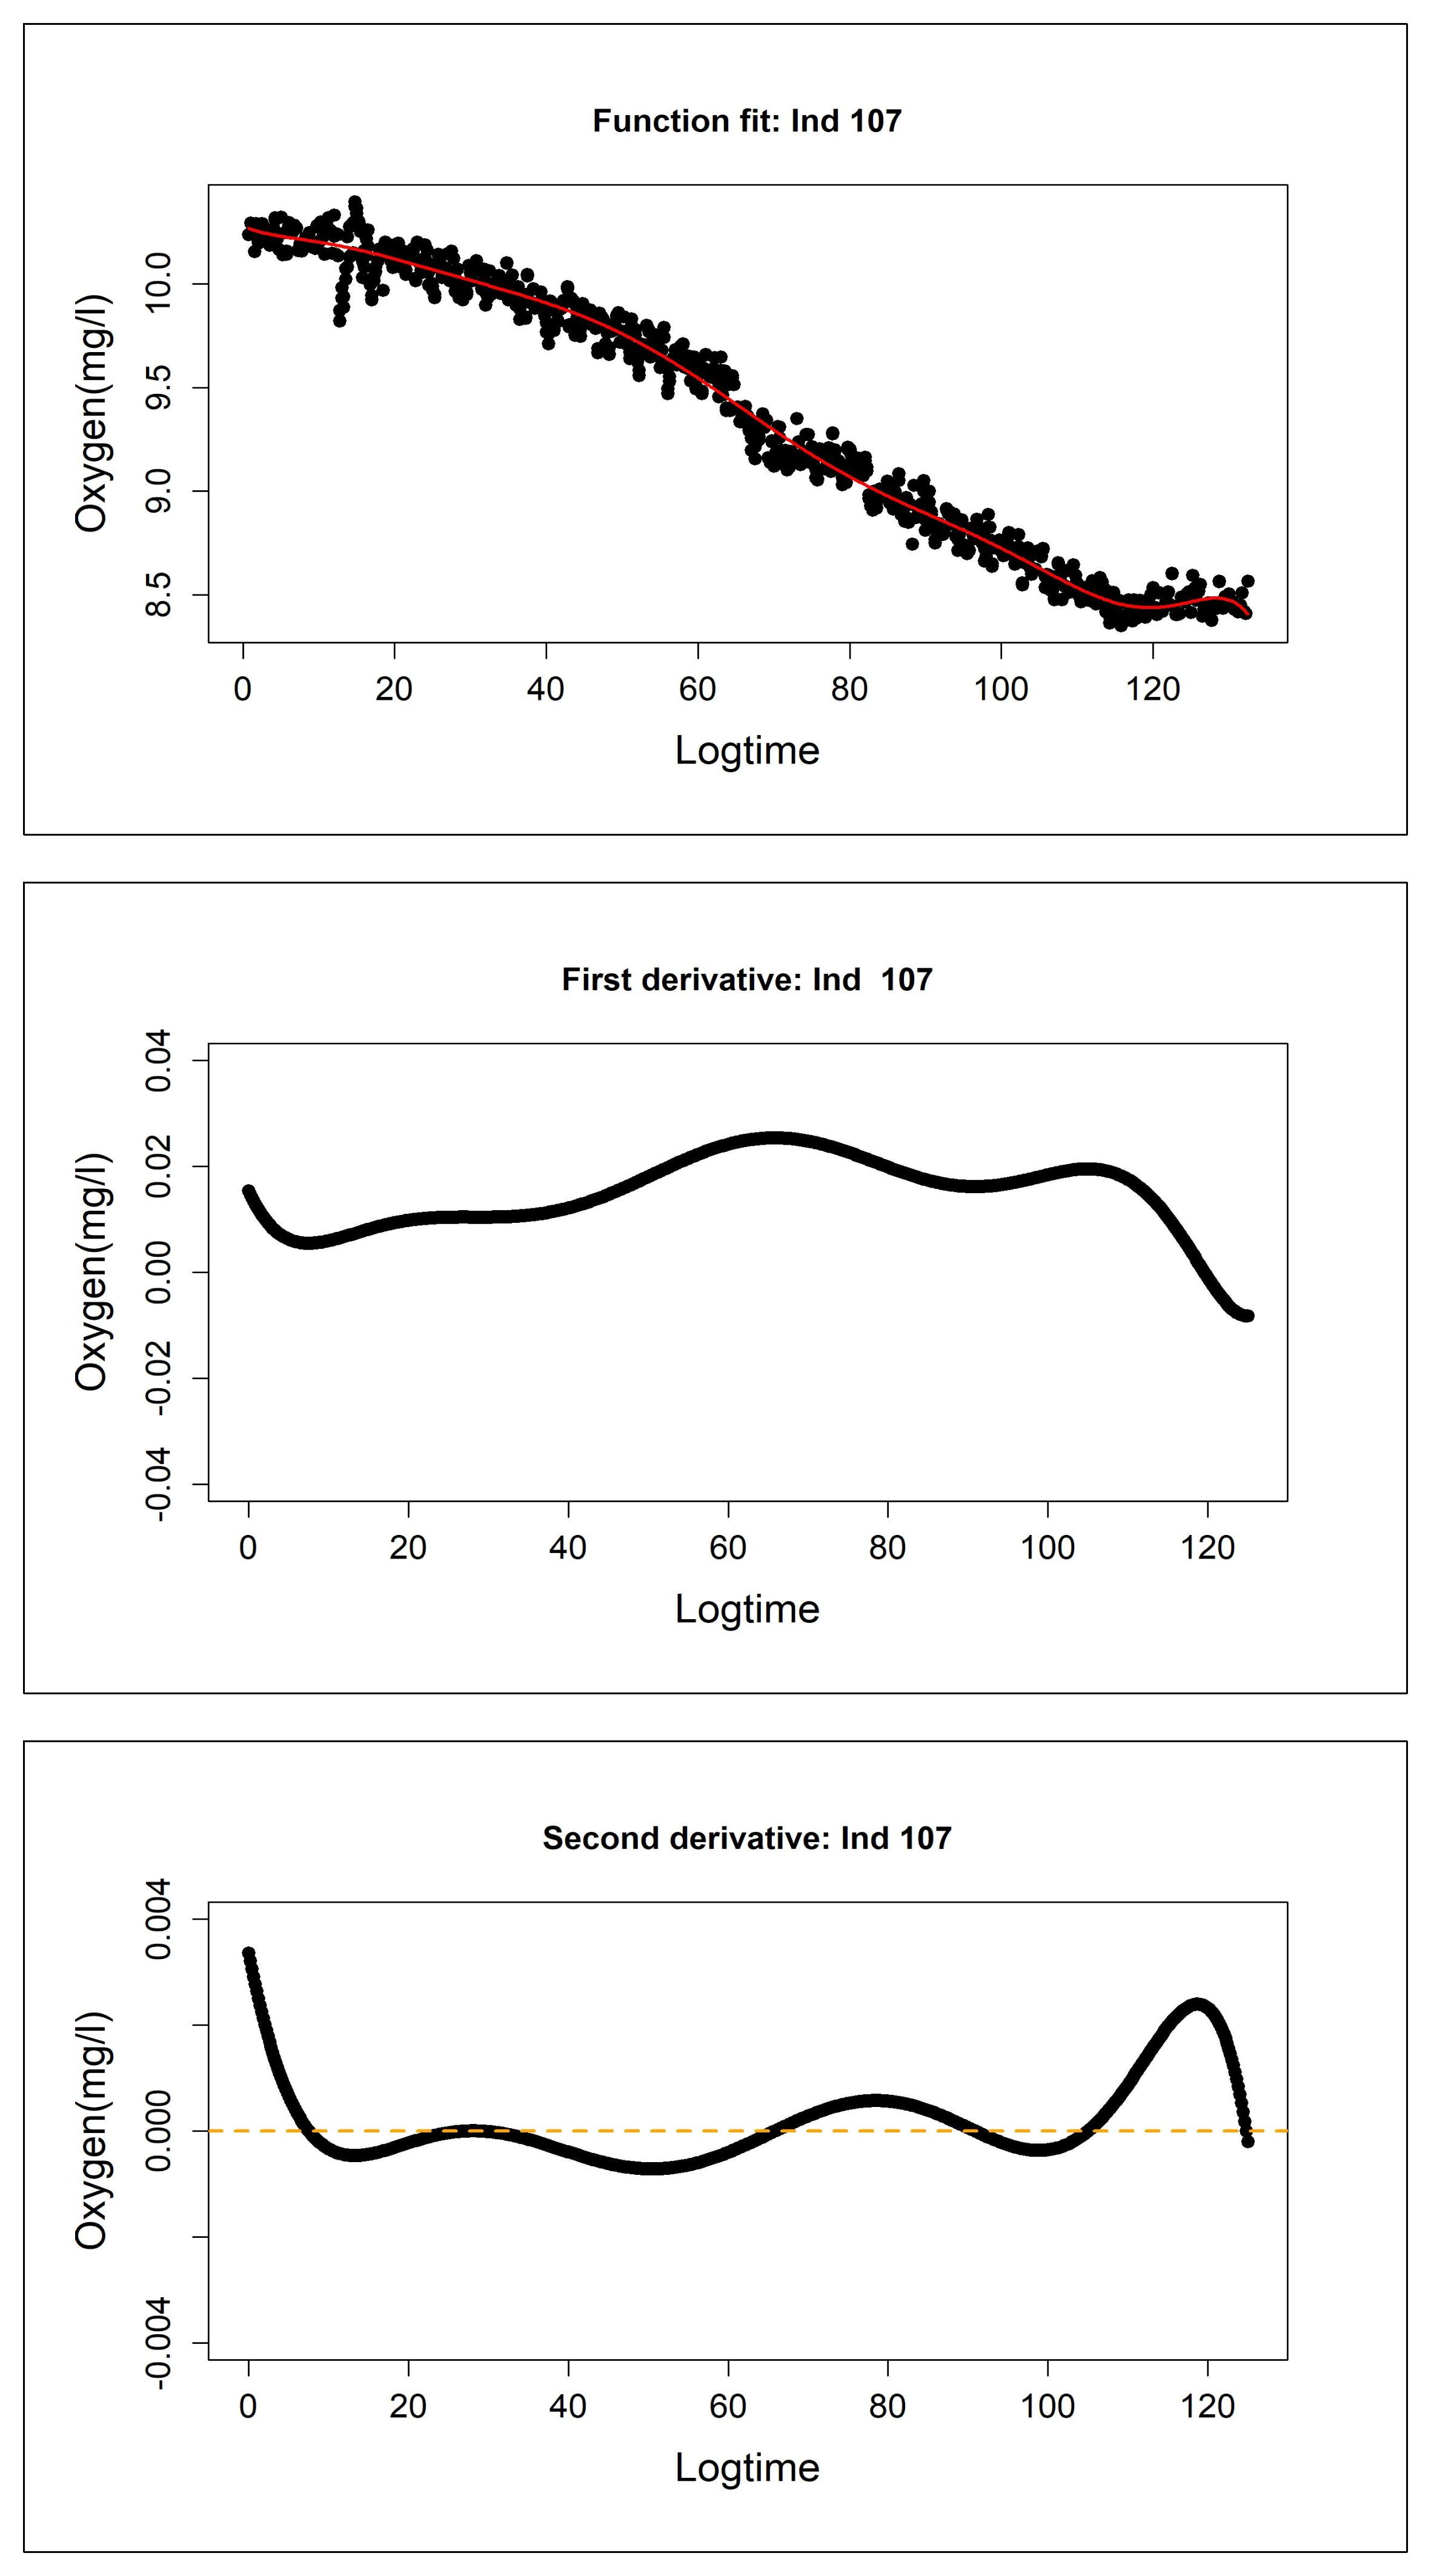 Function fit: Ind 107
Oxygen(mg/l)
10.0
9.5
9.0
8.5
0 20 40 60 80 100 120
Logtime
First derivative: Ind  107
Oxygen(mg/l)
0.04
0.02
0.00
-0.02
-0.04
0 20 40 60 80 100 120
Logtime
Second derivative: Ind 107
Oxygen(mg/l)
0.004
0.000
-0.004
0 20 40 60 80 100 120
Logtime